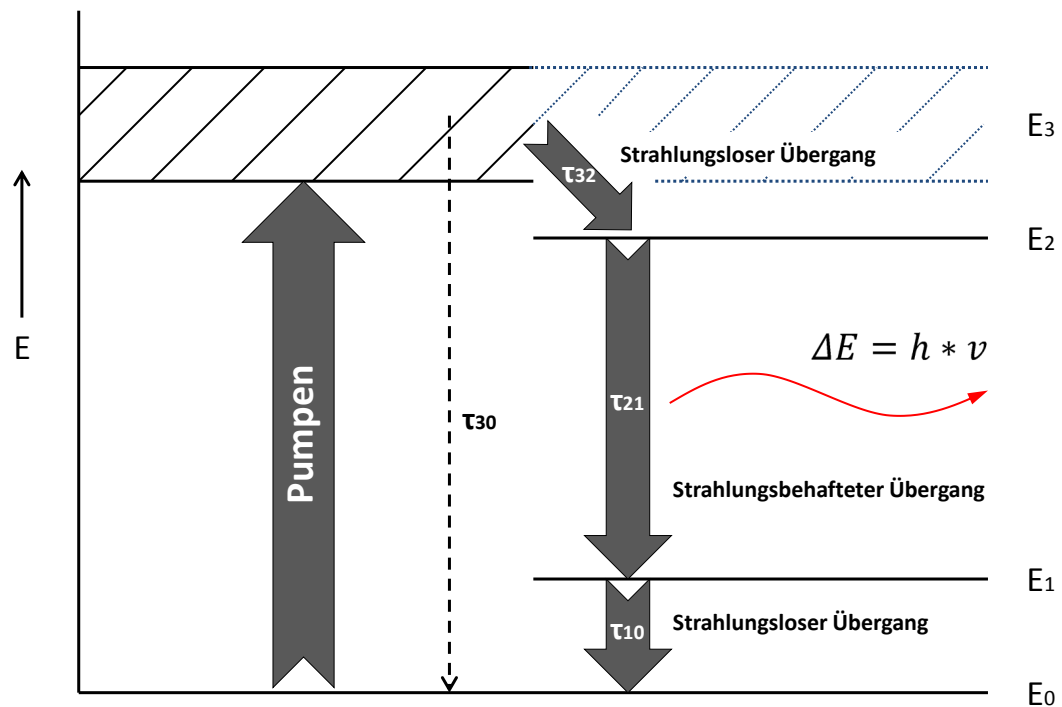 E₃
Strahlungsloser Übergang
τ₃₂
E₂
E
ΔE = h * v
τ₂₁
τ₃₀
Pumpen
Strahlungsbehafteter Übergang
E₁
τ₁₀
Strahlungsloser Übergang
E₀